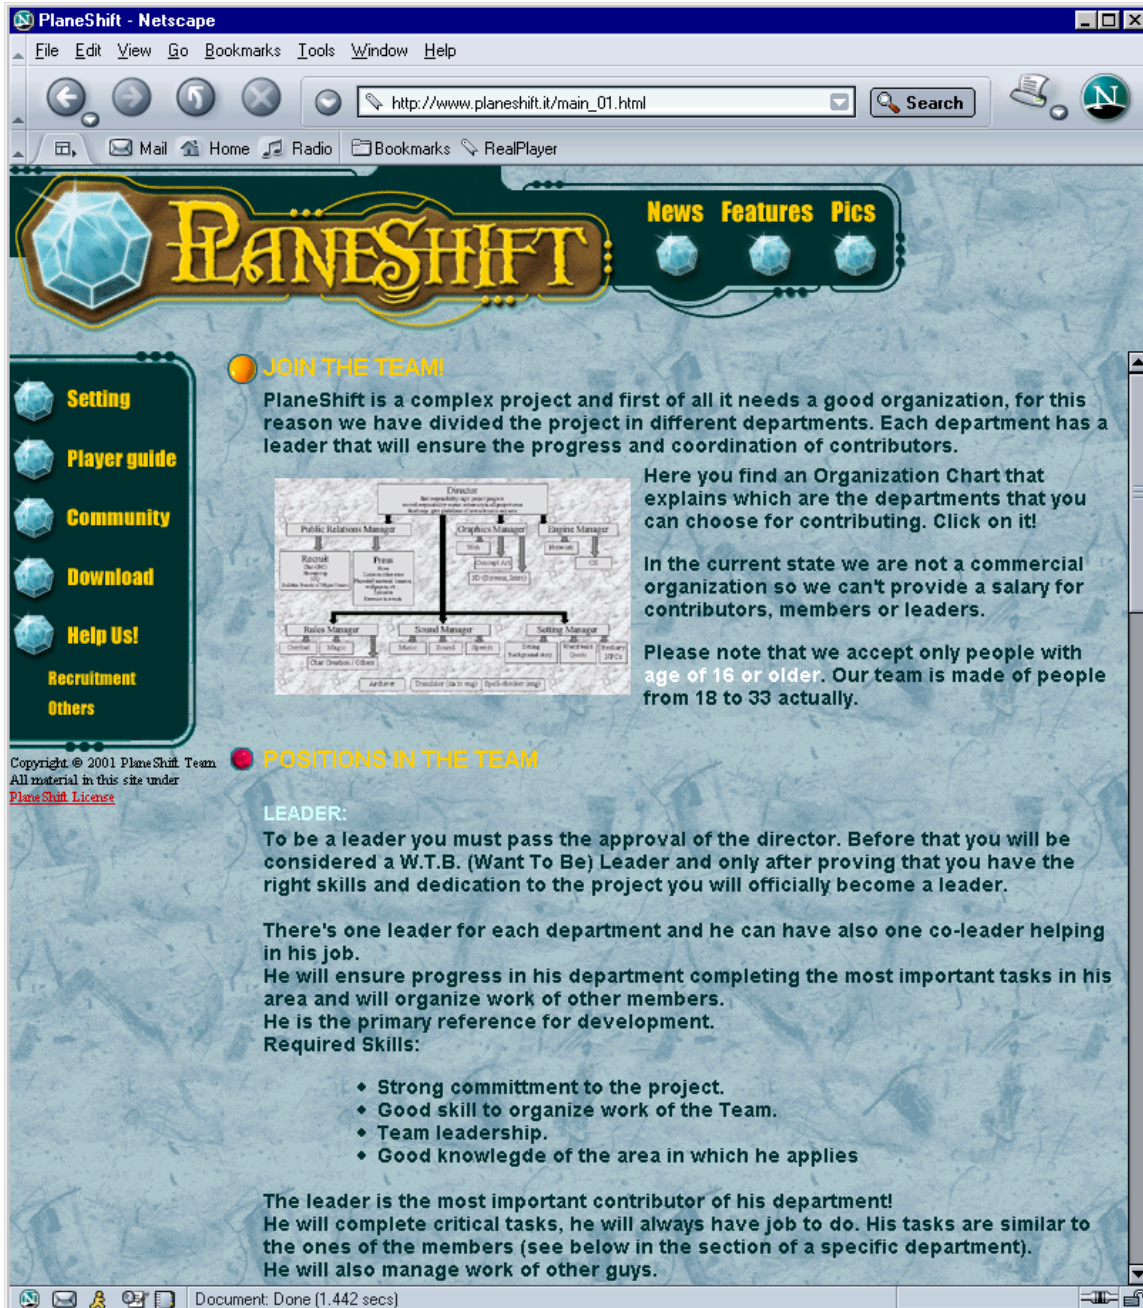 PlaneShift - Netscape
File Edit View Go Bookmarks Tools Window Help
http://www.planeshift.it/main_01.html
Search
N
Mail Home Radio Bookmarks RealPlayer
PLANESHIFT
News Features Pics
Setting
Player guide
Community
Download
Help Us!
Recruitment
Others
Copyright © 2001 PlaneShift Team
All material in this site under
PlaneShift License
JOIN THE TEAM!
PlaneShift is a complex project and first of all it needs a good organization, for this
reason we have divided the project in different departments. Each department has a
leader that will ensure the progress and coordination of contributors.
Director
Public Relations Manager
Graphics Manager
Engine Manager
Recruit
Press
Web
Network
Concept Art
Rules Manager
Sound Manager
Setting Manager
Combat
Magic
Music
Sound
Speech
Setting
Background story
Char Creation / Others
Here you find an Organization Chart that
explains which are the departments that you
can choose for contributing. Click on it!
In the current state we are not a commercial
organization so we can't provide a salary for
contributors, members or leaders.
Please note that we accept only people with
age of 16 or older. Our team is made of people
from 18 to 33 actually.
POSITIONS IN THE TEAM
LEADER:
To be a leader you must pass the approval of the director. Before that you will be
considered a W.T.B. (Want To Be) Leader and only after proving that you have the
right skills and dedication to the project you will officially become a leader.
There's one leader for each department and he can have also one co-leader helping
in his job.
He will ensure progress in his department completing the most important tasks in his
area and will organize work of other members.
He is the primary reference for development.
Required Skills:
• Strong committment to the project.
• Good skill to organize work of the Team.
• Team leadership.
• Good knowlegde of the area in which he applies
The leader is the most important contributor of his department!
He will complete critical tasks, he will always have job to do. His tasks are similar to
the ones of the members (see below in the section of a specific department).
He will also manage work of other guys.
Document: Done (1.442 secs)